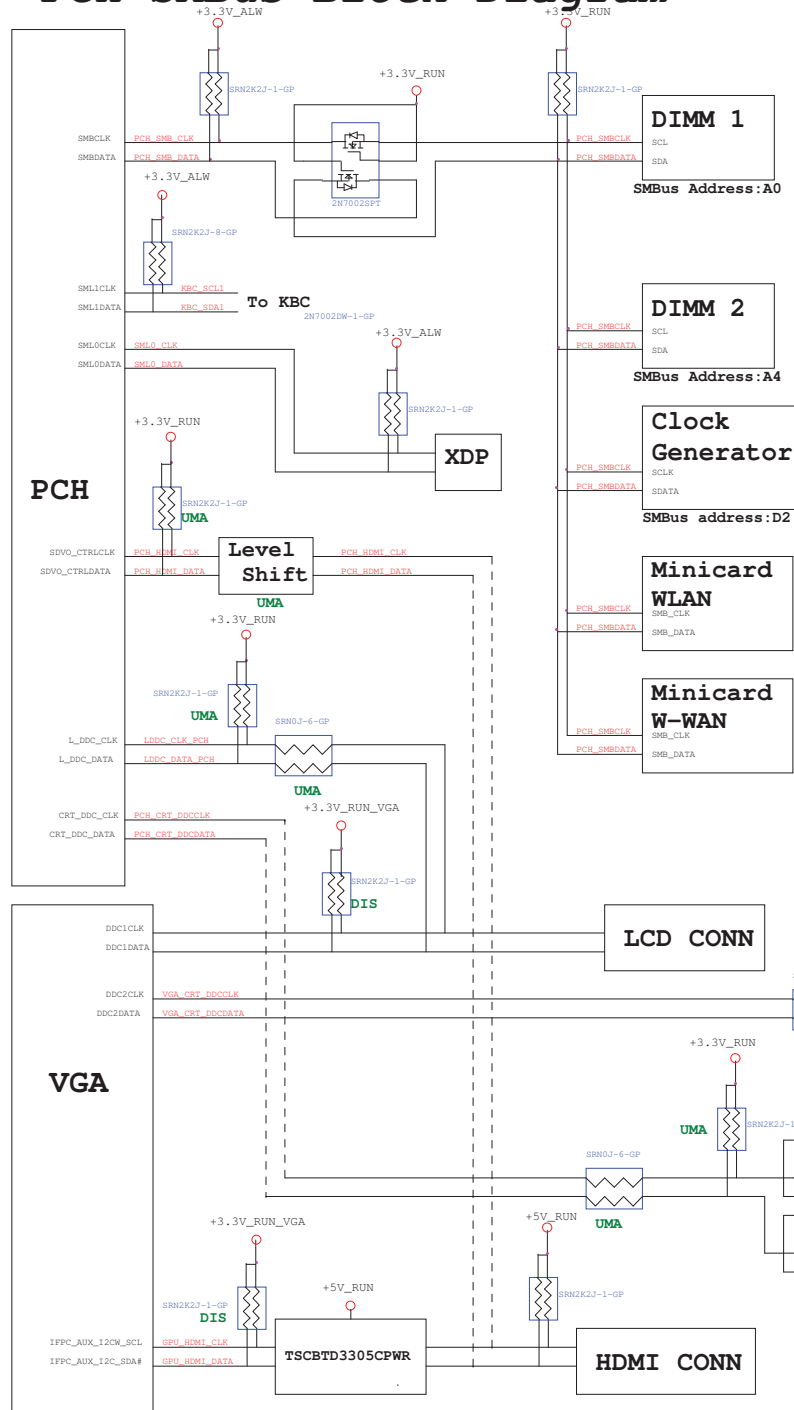 PCH SMBus Block Diagram
+3.3V_ALW
+3.3V_RUN
SRN2K2J-1-GP
+3.3V_RUN
SRN2K2J-1-GP
DIMM 1
SMBCLK
PCH_SMB_CLK
PCH_SMBCLK
SCL
SMBDATA
PCH_SMB_DATA
PCH_SMBDATA
SDA
+3.3V_ALW
2N7002SPT
SMBus Address:A0
SRN2K2J-8-GP
SML1CLK
KBC_SCL1
To KBC
SML1DATA
KBC_SDA1
2N7002DW-1-GP
DIMM 2
+3.3V_ALW
PCH_SMBCLK
SCL
SML0CLK
SML0_CLK
PCH_SMBDATA
SDA
SML0DATA
SML0_DATA
SMBus Address:A4
SRN2K2J-1-GP
+3.3V_RUN
Clock
Generator
XDP
PCH_SMBCLK
SCLK
PCH
PCH_SMBDATA
SDATA
SRN2K2J-1-GP
UMA
SMBus address:D2
Level
Shift
SDVO_CTRLCLK
PCH_HDMI_CLK
PCH_HDMI_CLK
SDVO_CTRLDATA
PCH_HDMI_DATA
PCH_HDMI_DATA
Minicard
WLAN
UMA
PCH_SMBCLK
SMB_CLK
+3.3V_RUN
PCH_SMBDATA
SMB_DATA
SRN2K2J-1-GP
UMA
SRN0J-6-GP
Minicard
W-WAN
L_DDC_CLK
LDDC_CLK_PCH
PCH_SMBCLK
SMB_CLK
L_DDC_DATA
LDDC_DATA_PCH
PCH_SMBDATA
SMB_DATA
UMA
+3.3V_RUN_VGA
CRT_DDC_CLK
PCH_CRT_DDCCLK
CRT_DDC_DATA
PCH_CRT_DDCDATA
SRN2K2J-1-GP
DIS
DDC1CLK
DDC1DATA
LCD CONN
DDC2CLK
VGA_CRT_DDCCLK
DDC2DATA
VGA_CRT_DDCDATA
+3.3V_RUN
VGA
UMA
SRN2K2J-1
SRN0J-6-GP
UMA
+3.3V_RUN_VGA
+5V_RUN
+5V_RUN
SRN2K2J-1-GP
DIS
SRN2K2J-1-GP
IFPC_AUX_I2CW_SCL
GPU_HDMI_CLK
IFPC_AUX_I2C_SDA#
GPU_HDMI_DATA
TSCBTD3305CPWR
HDMI CONN